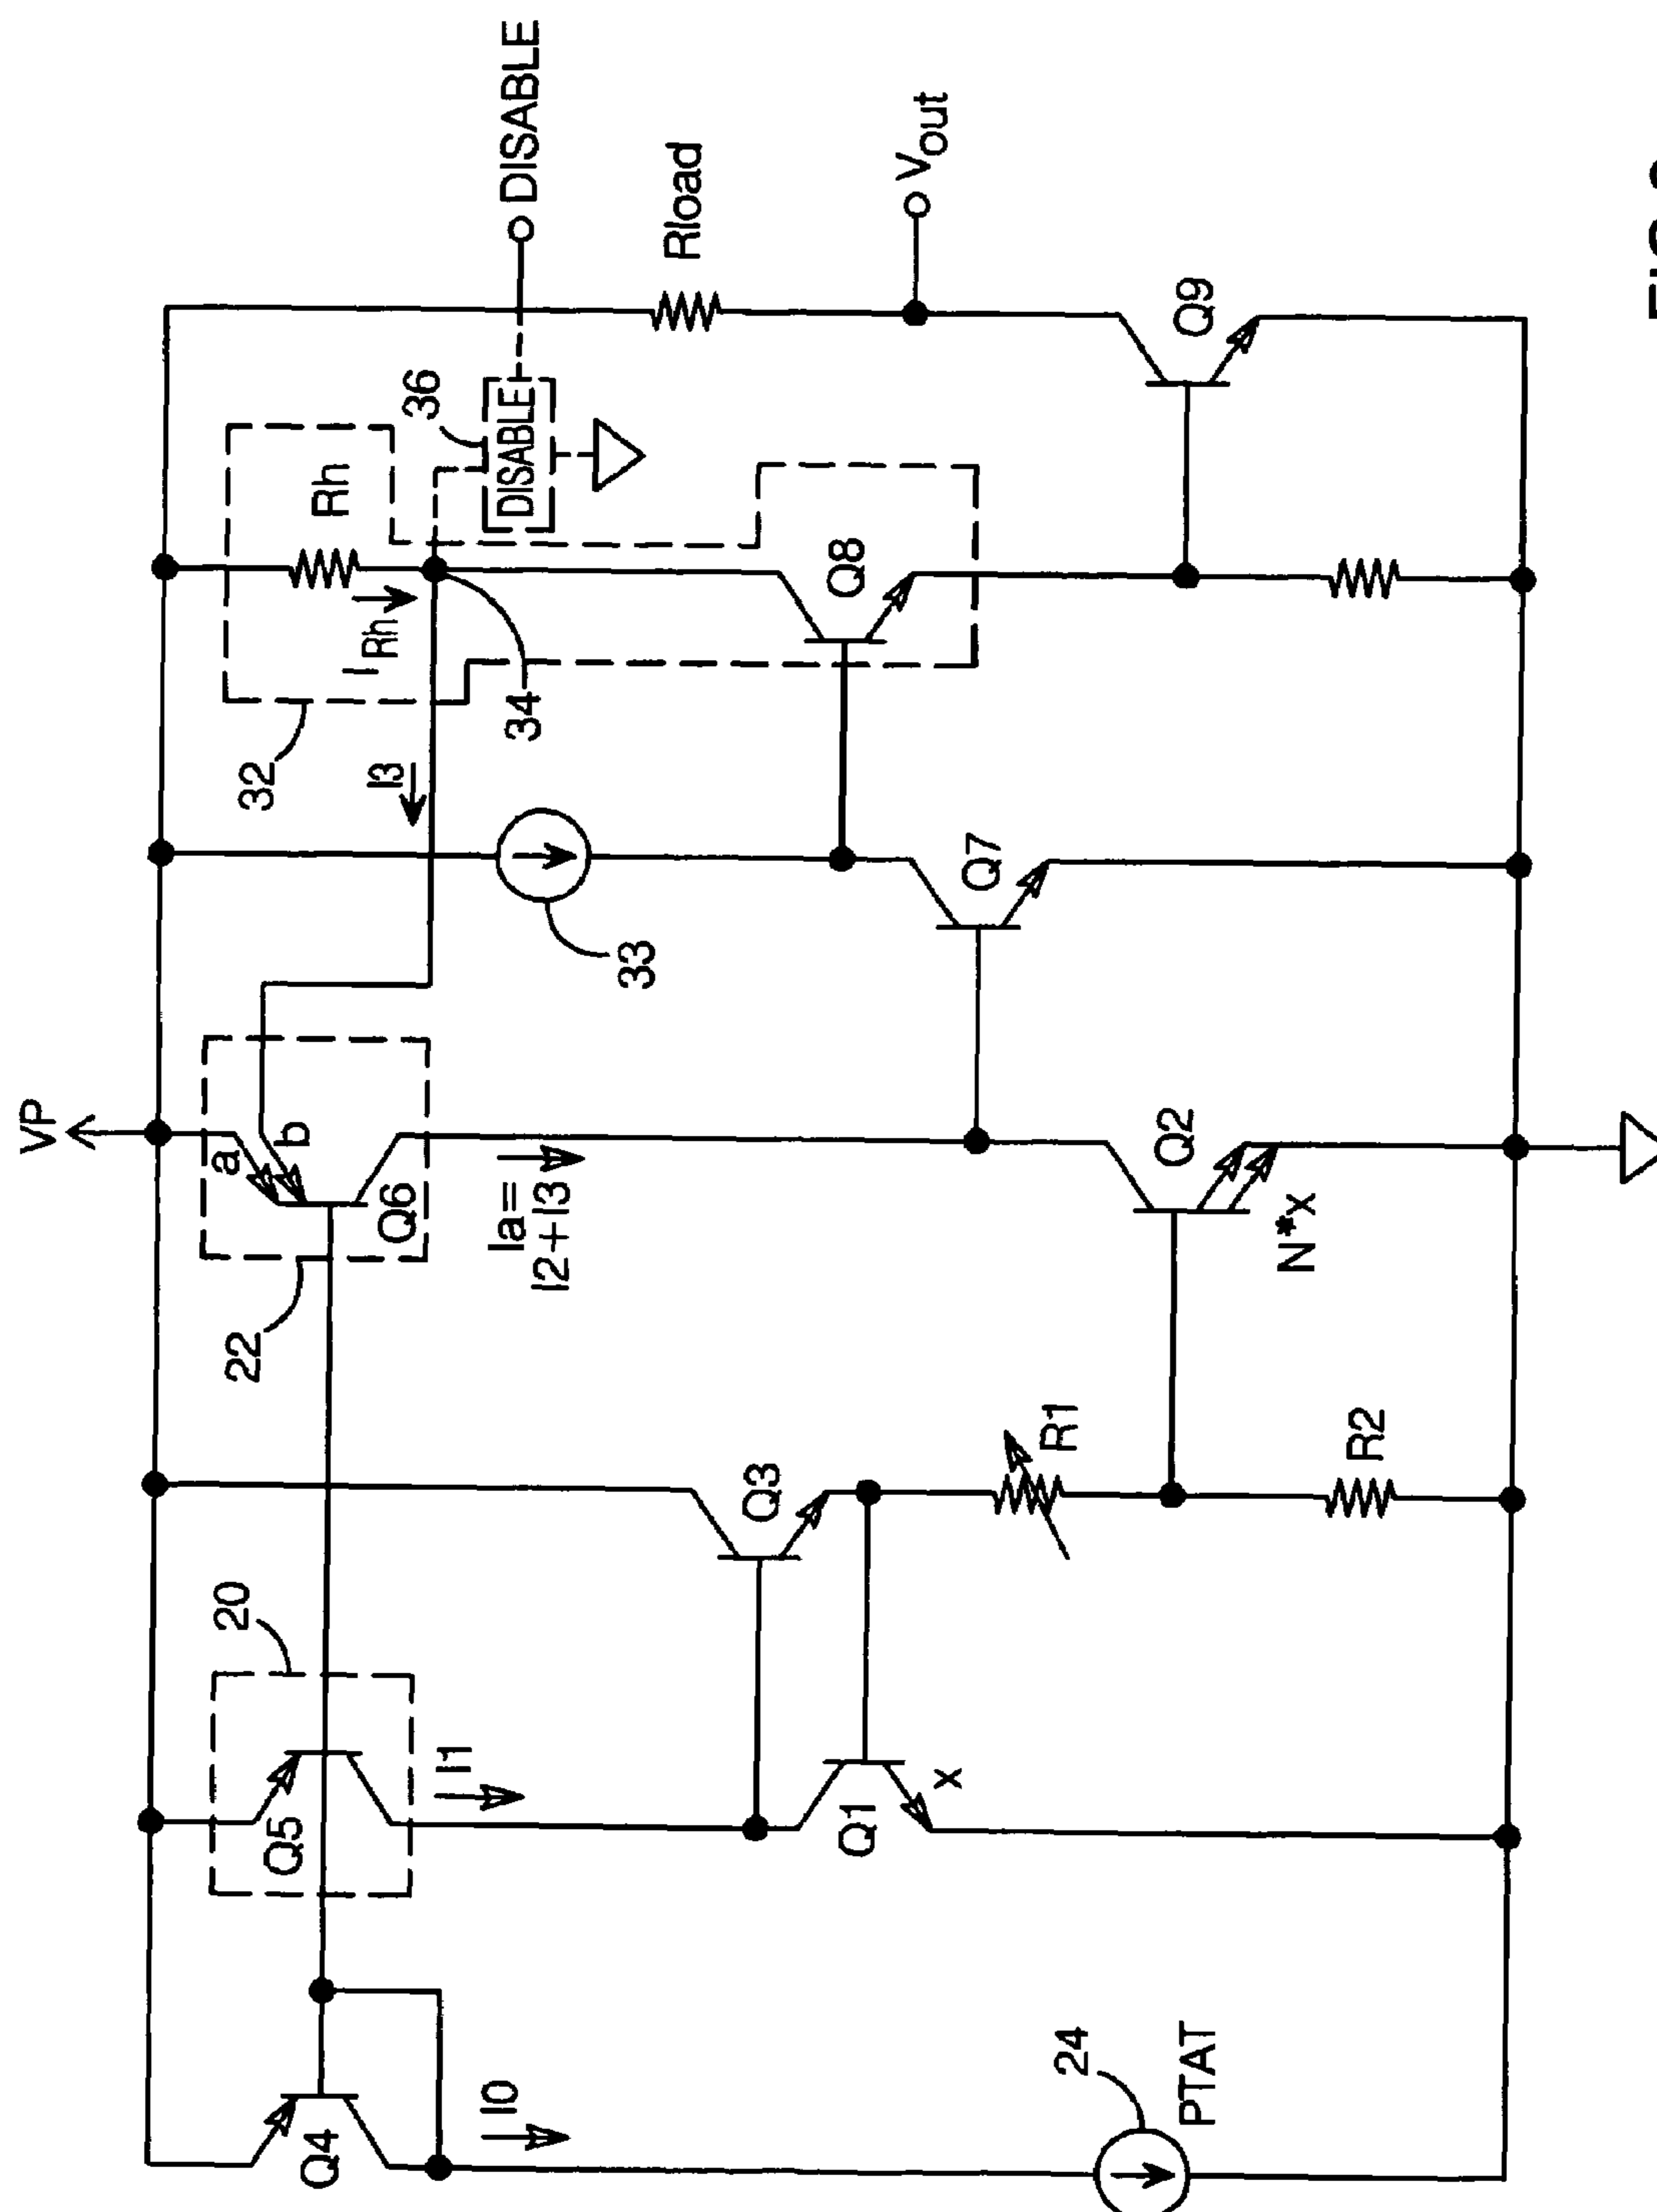 VP
DISABLE
Rload
Vout
Q9
36
DISABLE
Rh
IRh
34
Q8
32
I3
33
Q7
a
b
Q6
22
Ia=
I2+I3
Q2
N*x
20
Q5
I1
Q3
R1
R2
Q1
x
Q4
I0
24
PTAT